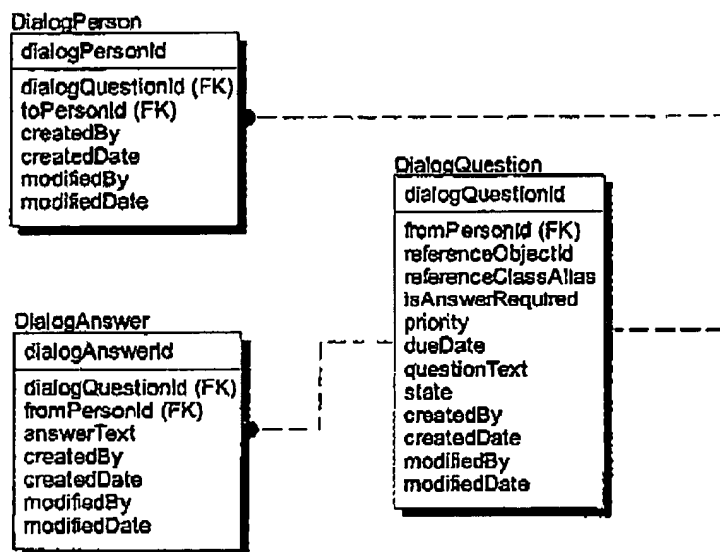 DialogPerson
dialogPersonId
dialogQuestionId (FK)
toPersonId (FK)
createdBy
createdDate
modifiedBy
modifiedDate
DialogQuestion
dialogQuestionId
fromPersonId (FK)
referenceObjectId
referenceClassAlias
isAnswerRequired
priority
dueDate
questionText
state
createdBy
createdDate
modifiedBy
modifiedDate
DialogAnswer
dialogAnswerId
dialogQuestionId (FK)
fromPersonId (FK)
answerText
createdBy
createdDate
modifiedBy
modifiedDate